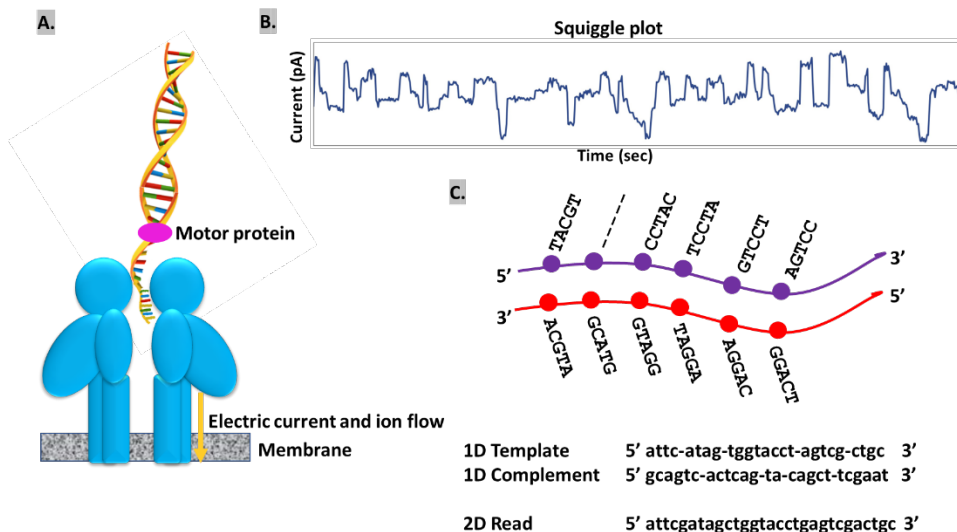 A.
Motor protein
Electric current and ion flow
Membrane
B.
Squiggle plot
Current (pA)
Time (sec)
C.
TACGT
CCTAC
TCCTA
GTCCT
AGTCC
5’
3’
3’
5’
ACGTA
GCATG
GTAGG
TAGGA
AGGAC
GGACT
1D Template 5’ attc-atag-tggtacct-agtcg-ctgc 3’
1D Complement 5’ gcagtc-actcag-ta-cagct-tcgaat 3’
2D Read 5’ attcgatagctggtacctgagtcgactgc 3’